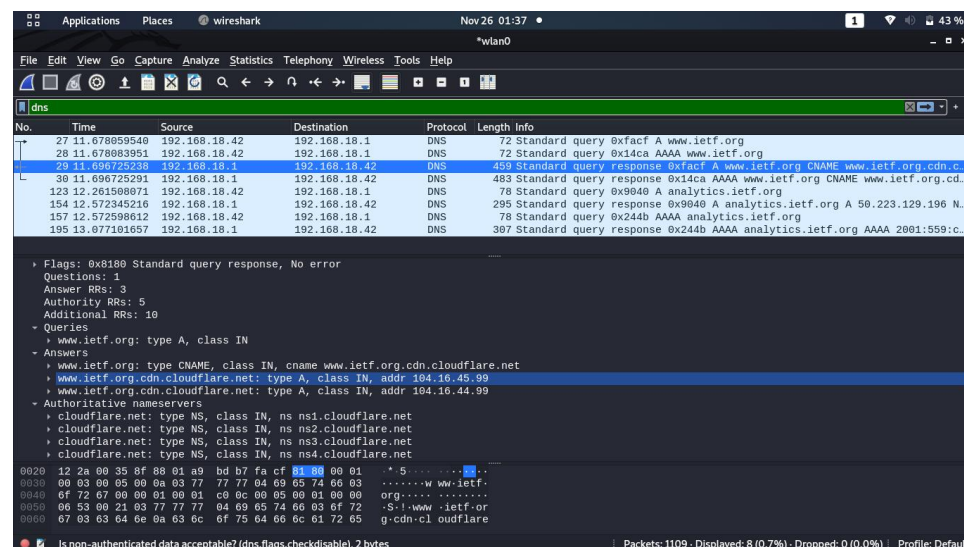 Applications Places wireshark Nov 26 01:37 1 43 %
*wlan0
File Edit View Go Capture Analyze Statistics Telephony Wireless Tools Help
dns
No. Time Source Destination Protocol Length Info
27 11.678059540 192.168.18.42 192.168.18.1 DNS 72 Standard query 0xfacf A www.ietf.org
28 11.678083951 192.168.18.42 192.168.18.1 DNS 72 Standard query 0x14ca AAAA www.ietf.org
29 11.696725238 192.168.18.1 192.168.18.42 DNS 459 Standard query response 0xfacf A www.ietf.org CNAME www.ietf.org.cdn.c…
30 11.696725291 192.168.18.1 192.168.18.42 DNS 483 Standard query response 0x14ca AAAA www.ietf.org CNAME www.ietf.org.cd…
123 12.261508071 192.168.18.42 192.168.18.1 DNS 78 Standard query 0x9040 A analytics.ietf.org
154 12.572345216 192.168.18.1 192.168.18.42 DNS 295 Standard query response 0x9040 A analytics.ietf.org A 50.223.129.196 N…
157 12.572598612 192.168.18.42 192.168.18.1 DNS 78 Standard query 0x244b AAAA analytics.ietf.org
195 13.077101657 192.168.18.1 192.168.18.42 DNS 307 Standard query response 0x244b AAAA analytics.ietf.org AAAA 2001:559:c…
Flags: 0x8180 Standard query response, No error
Questions: 1
Answer RRs: 3
Authority RRs: 5
Additional RRs: 10
Queries
www.ietf.org: type A, class IN
Answers
www.ietf.org: type CNAME, class IN, cname www.ietf.org.cdn.cloudflare.net
www.ietf.org.cdn.cloudflare.net: type A, class IN, addr 104.16.45.99
www.ietf.org.cdn.cloudflare.net: type A, class IN, addr 104.16.44.99
Authoritative nameservers
cloudflare.net: type NS, class IN, ns ns1.cloudflare.net
cloudflare.net: type NS, class IN, ns ns2.cloudflare.net
cloudflare.net: type NS, class IN, ns ns3.cloudflare.net
cloudflare.net: type NS, class IN, ns ns4.cloudflare.net
0020 12 2a 00 35 8f 88 01 a9 bd b7 fa cf 81 80 00 01 ·*·5···· ········
0030 00 03 00 05 00 0a 03 77 77 77 04 69 65 74 66 03 ·······w ww·ietf·
0040 6f 72 67 00 00 01 00 01 c0 0c 00 05 00 01 00 00 org····· ········
0050 06 53 00 21 03 77 77 77 04 69 65 74 66 03 6f 72 ·S·!·www ·ietf·or
0060 67 03 63 64 6e 0a 63 6c 6f 75 64 66 6c 61 72 65 g·cdn·cl oudflare
Is non-authenticated data acceptable? (dns.flags.checkdisable), 2 bytes Packets: 1109 · Displayed: 8 (0.7%) · Dropped: 0 (0.0%) Profile: Defaul